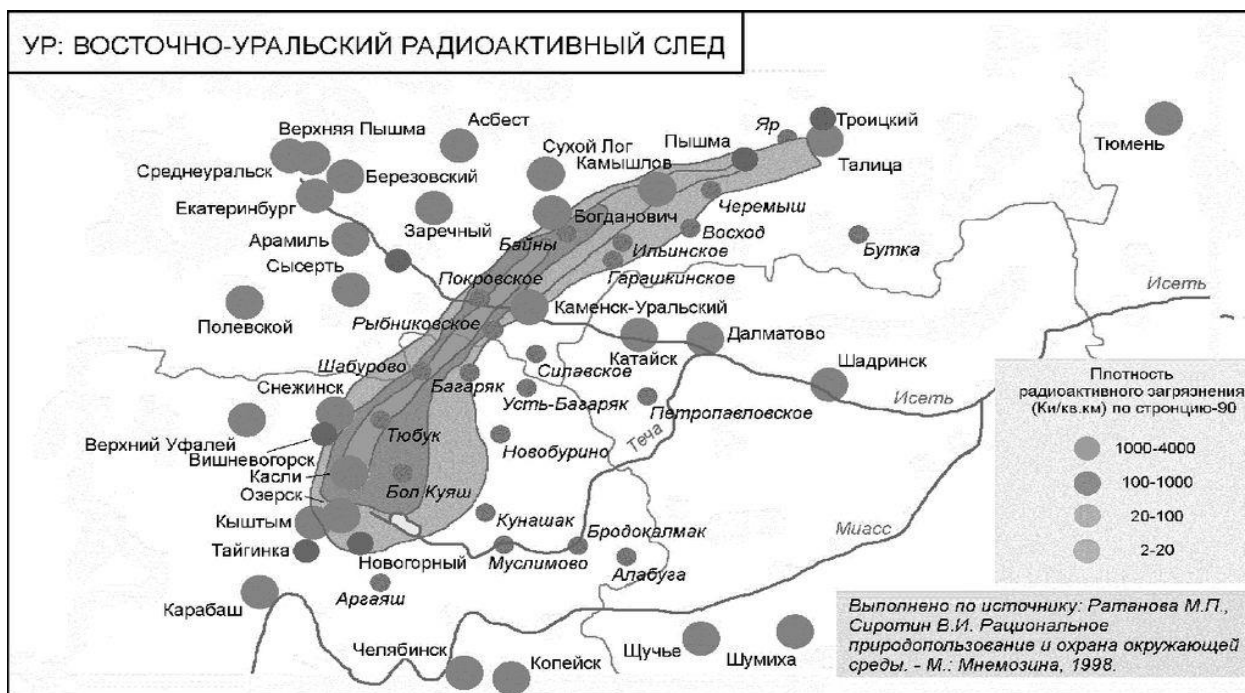 УР: ВОСТОЧНО-УРАЛЬСКИЙ РАДИОАКТИВНЫЙ СЛЕД
Асбест
Верхняя Пышма
Среднеуральск
Березовский
Екатеринбург
Заречный
Арамиль
Сысерть
Полевской
Сухой Лог
Камышлов
Пышма
Яр
Троицкий
Талица
Тюмень
Богданович
Байны
Черемыш
Восход
Ильинское
Гарашкинское
Бутка
Покровское
Каменск-Уральский
Рыбниковское
Исеть
Далматово
Катайск
Шадринск
Исеть
Силавское
Шабурово
Багаряк
Усть-Багаряк
Петропавловское
Снежинск
Верхний Уфалей
Вишневогорск
Тюбук
Новобурино
Теча
Касли
Бол Куяш
Озерск
Кыштым
Кунашак
Бродокалмак
Миасс
Тайгинка
Новогорный
Муслимово
Алабуга
Аргаяш
Карабаш
Челябинск
Копейск
Щучье
Шумиха
Плотность
радиоактивного загрязнения
(Ки/кв.км) по стронцию-90
1000-4000
100-1000
20-100
2-20
Выполнено по источнику: Ратанова М.П.,
Сиротин В.И. Рациональное
природопользование и охрана окружающей
среды. - М.: Мнемозина, 1998.